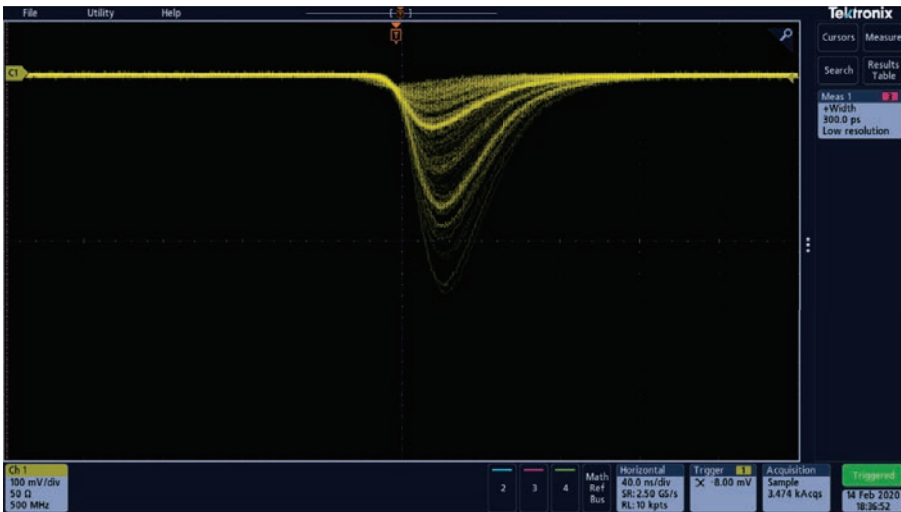 File Utility Help
Tektronix
Cursors Measure
Search Results Table
Meas 1 3
+Width
300.0 ps
Low resolution
T
C1
Ch 1
100 mV/div
50 Ω
500 MHz
2 3 4
Math
Ref
Bus
Horizontal
40.0 ns/div
SR: 2.50 GS/s
RL: 10 kpts
Trigger 1
-8.00 mV
Acquisition
Sample
3.474 kAcqs
Triggered
14 Feb 2020
18:36:52